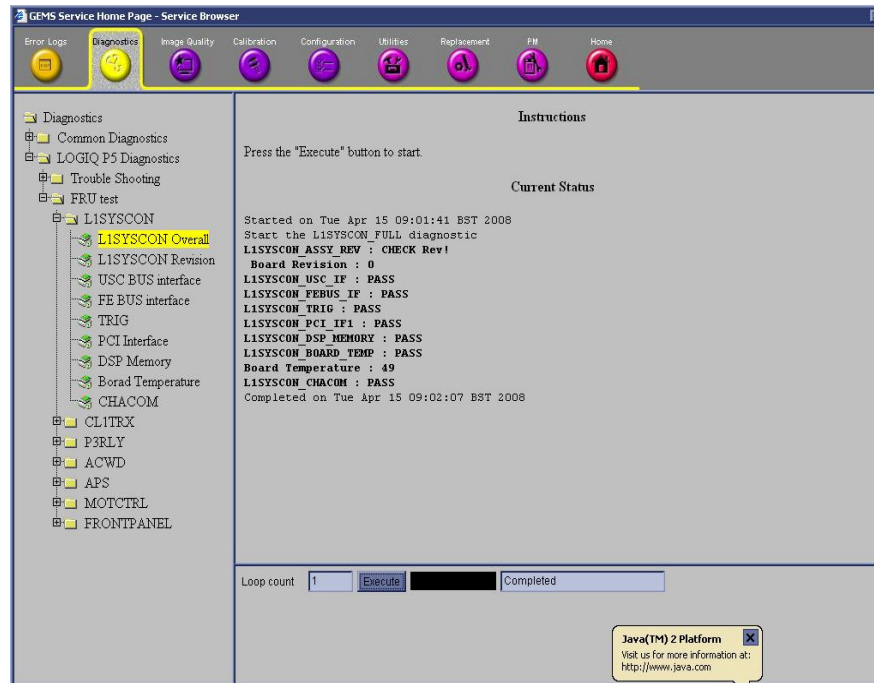 GEMS Service Home Page - Service Browser
Error Logs
Diagnostics
Image Quality
Calibration
Configuration
Utilities
Replacement
PM
Home
Diagnostics
Common Diagnostics
LOGIQ P5 Diagnostics
Trouble Shooting
FRU test
L1SYSCON
L1SYSCON Overall
L1SYSCON Revision
USC BUS interface
FE BUS interface
TRIG
PCI Interface
DSP Memory
Borad Temperature
CHACOM
CL1TRX
P3RLY
ACWD
APS
MOTCTRL
FRONTPANEL
Instructions
Press the "Execute" button to start.
Current Status
Started on Tue Apr 15 09:01:41 BST 2008
Start the L1SYSCON_FULL diagnostic
L1SYSCON_ASSY_REV : CHECK Rev!
Board Revision : 0
L1SYSCON_USC_IF : PASS
L1SYSCON_FEBUS_IF : PASS
L1SYSCON_TRIG : PASS
L1SYSCON_PCI_IF1 : PASS
L1SYSCON_DSP_MEMORY : PASS
L1SYSCON_BOARD_TEMP : PASS
Board Temperature : 49
L1SYSCON_CHACOM : PASS
Completed on Tue Apr 15 09:02:07 BST 2008
Loop count 1 Execute Completed
Java(TM) 2 Platform
Visit us for more information at:
http://www.java.com